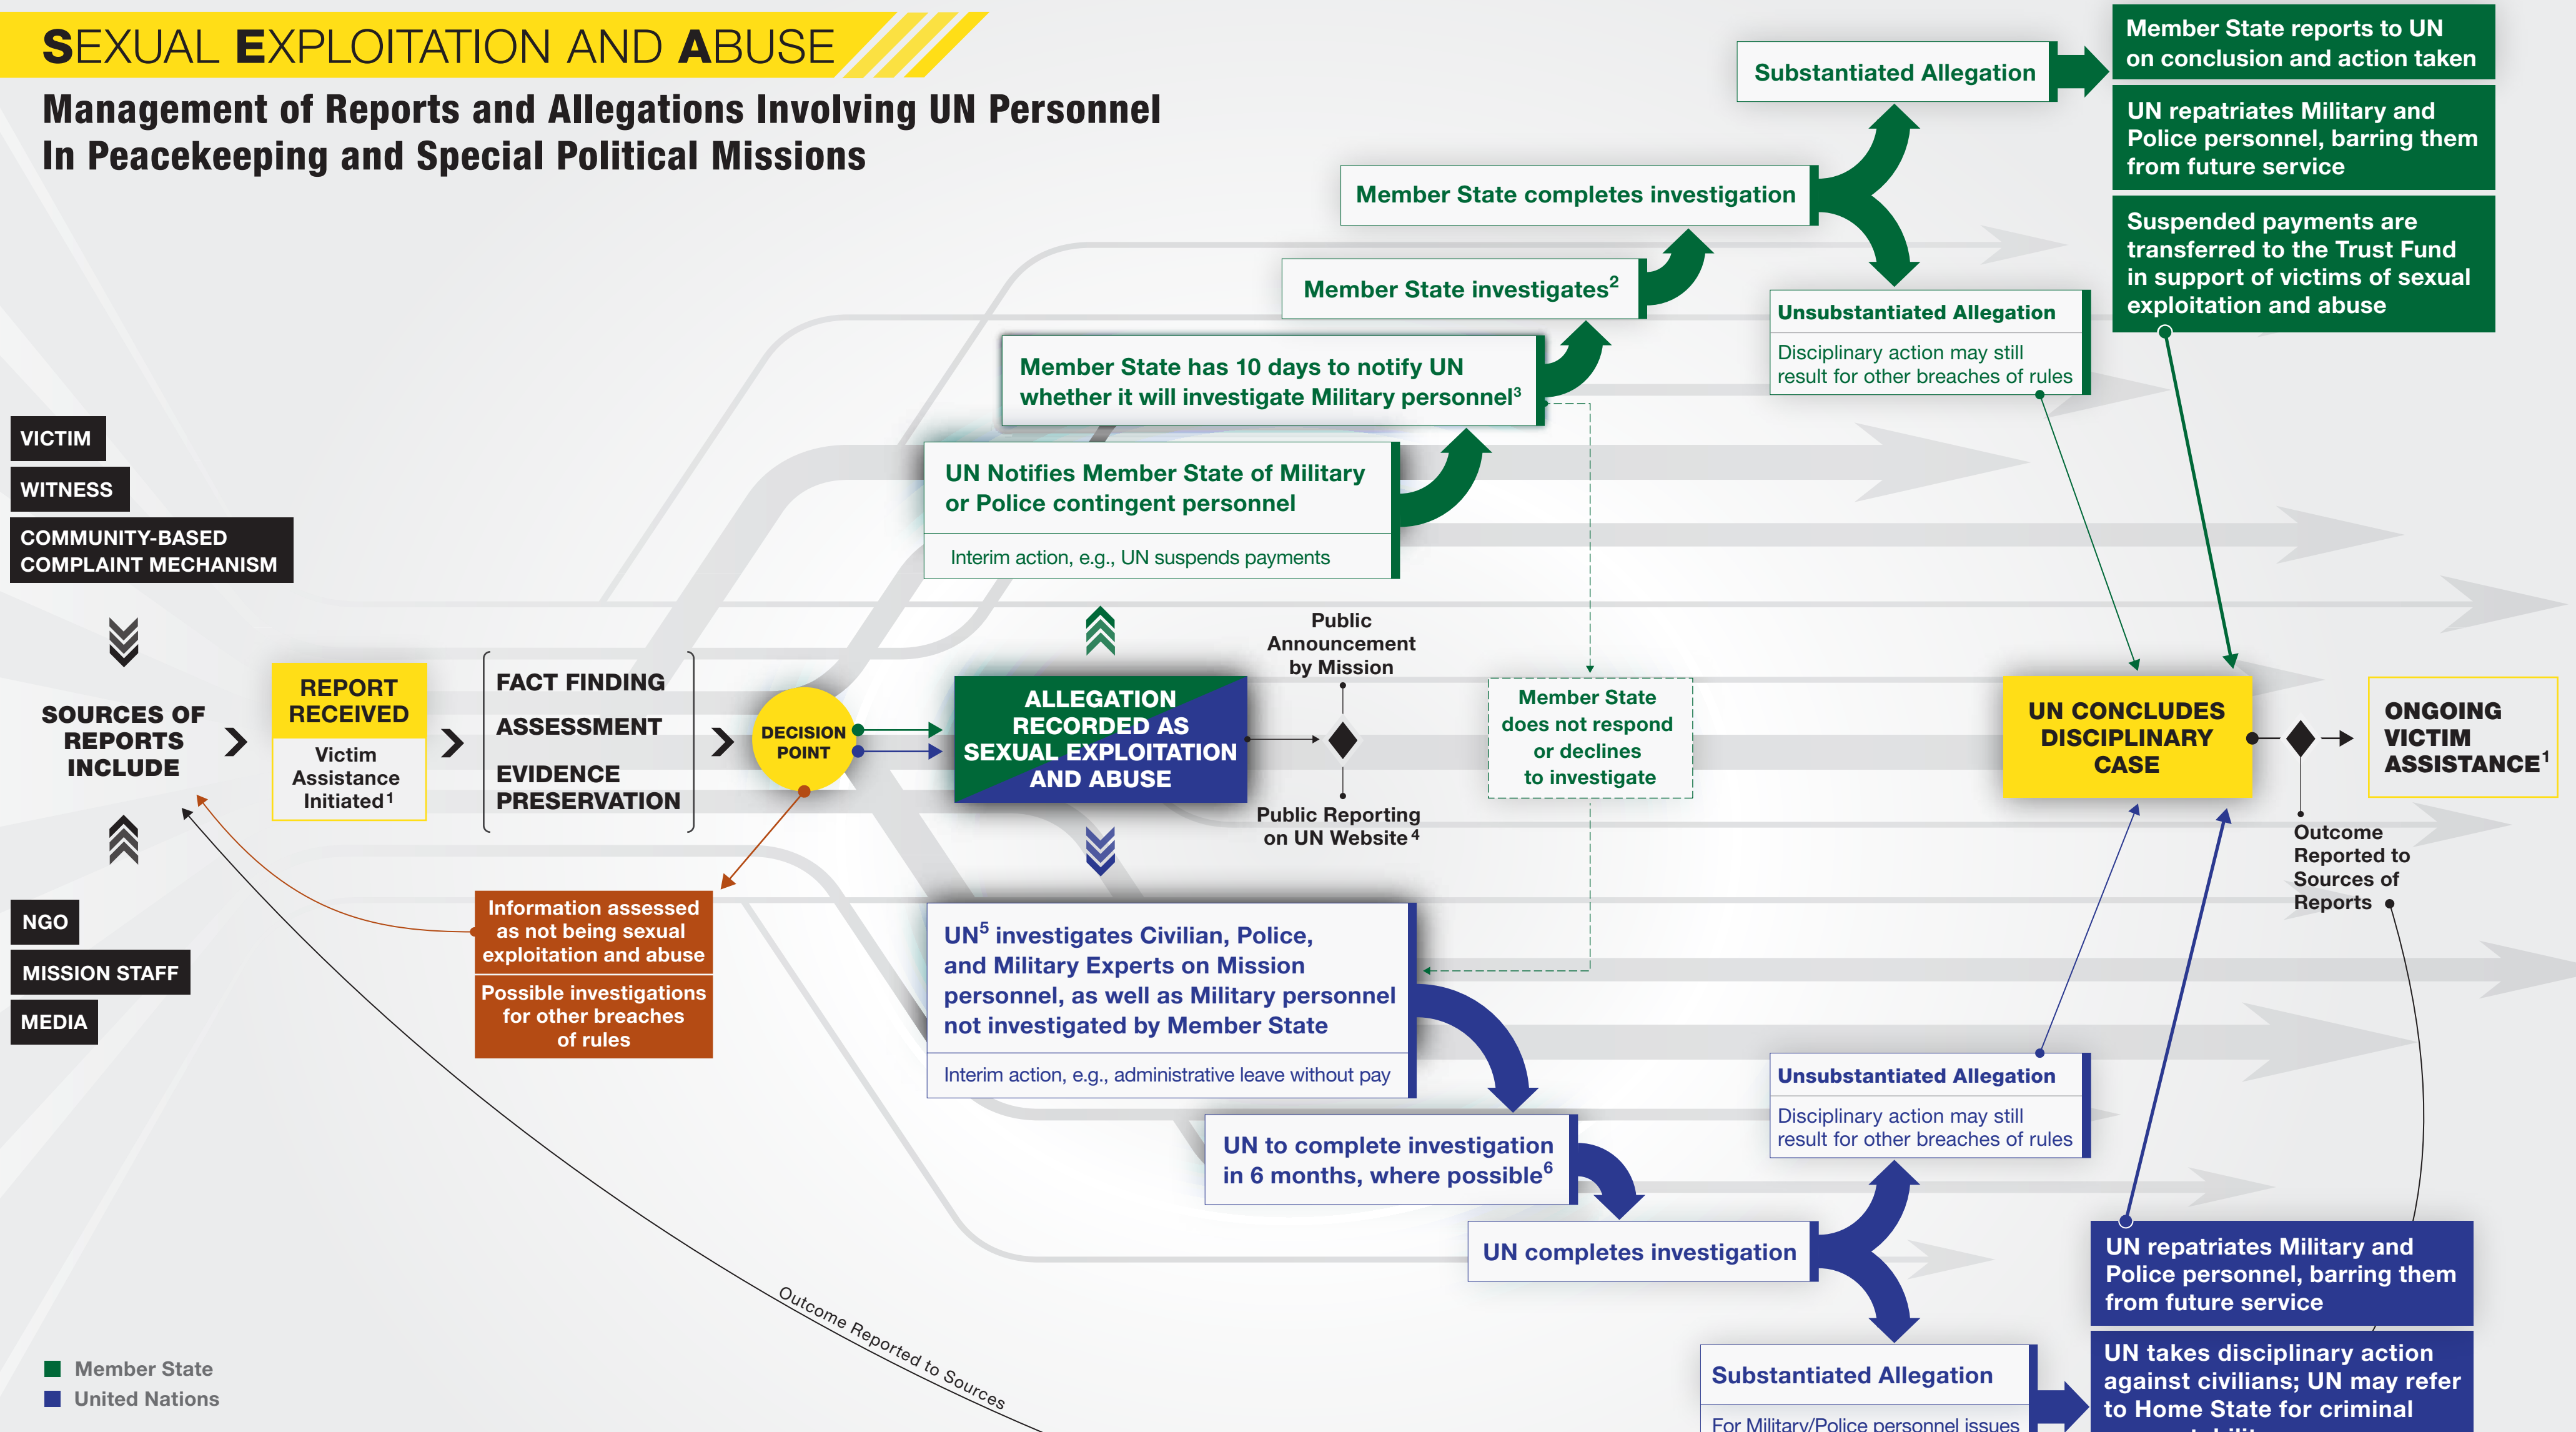 SEXUAL EXPLOITATION AND ABUSE
Management of Reports and Allegations Involving UN Personnel
In Peacekeeping and Special Political Missions
VICTIM
WITNESS
COMMUNITY-BASED
COMPLAINT MECHANISM
SOURCES OF
REPORTS
INCLUDE
NGO
MISSION STAFF
MEDIA
REPORT
RECEIVED
Victim
Assistance
Initiated¹
FACT FINDING
ASSESSMENT
EVIDENCE
PRESERVATION
DECISION
POINT
Information assessed
as not being sexual
exploitation and abuse
Possible investigations
for other breaches
of rules
ALLEGATION
RECORDED AS
SEXUAL EXPLOITATION
AND ABUSE
Public
Announcement
by Mission
Public Reporting
on UN Website⁴
UN Notifies Member State of Military
or Police contingent personnel
Interim action, e.g., UN suspends payments
Member State has 10 days to notify UN
whether it will investigate Military personnel³
Member State investigates²
Member State completes investigation
Substantiated Allegation
Member State reports to UN
on conclusion and action taken
UN repatriates Military and
Police personnel, barring them
from future service
Suspended payments are
transferred to the Trust Fund
in support of victims of sexual
exploitation and abuse
Unsubstantiated Allegation
Disciplinary action may still
result for other breaches of rules
Member State
does not respond
or declines
to investigate
UN⁵ investigates Civilian, Police,
and Military Experts on Mission
personnel, as well as Military personnel
not investigated by Member State
Interim action, e.g., administrative leave without pay
UN to complete investigation
in 6 months, where possible⁶
UN completes investigation
Unsubstantiated Allegation
Disciplinary action may still
result for other breaches of rules
Substantiated Allegation
For Military/Police personnel issues
UN repatriates Military and
Police personnel, barring them
from future service
UN takes disciplinary action
against civilians; UN may refer
to Home State for criminal
UN CONCLUDES
DISCIPLINARY
CASE
ONGOING
VICTIM
ASSISTANCE¹
Outcome
Reported to
Sources of
Reports
Outcome Reported to Sources
Member State
United Nations